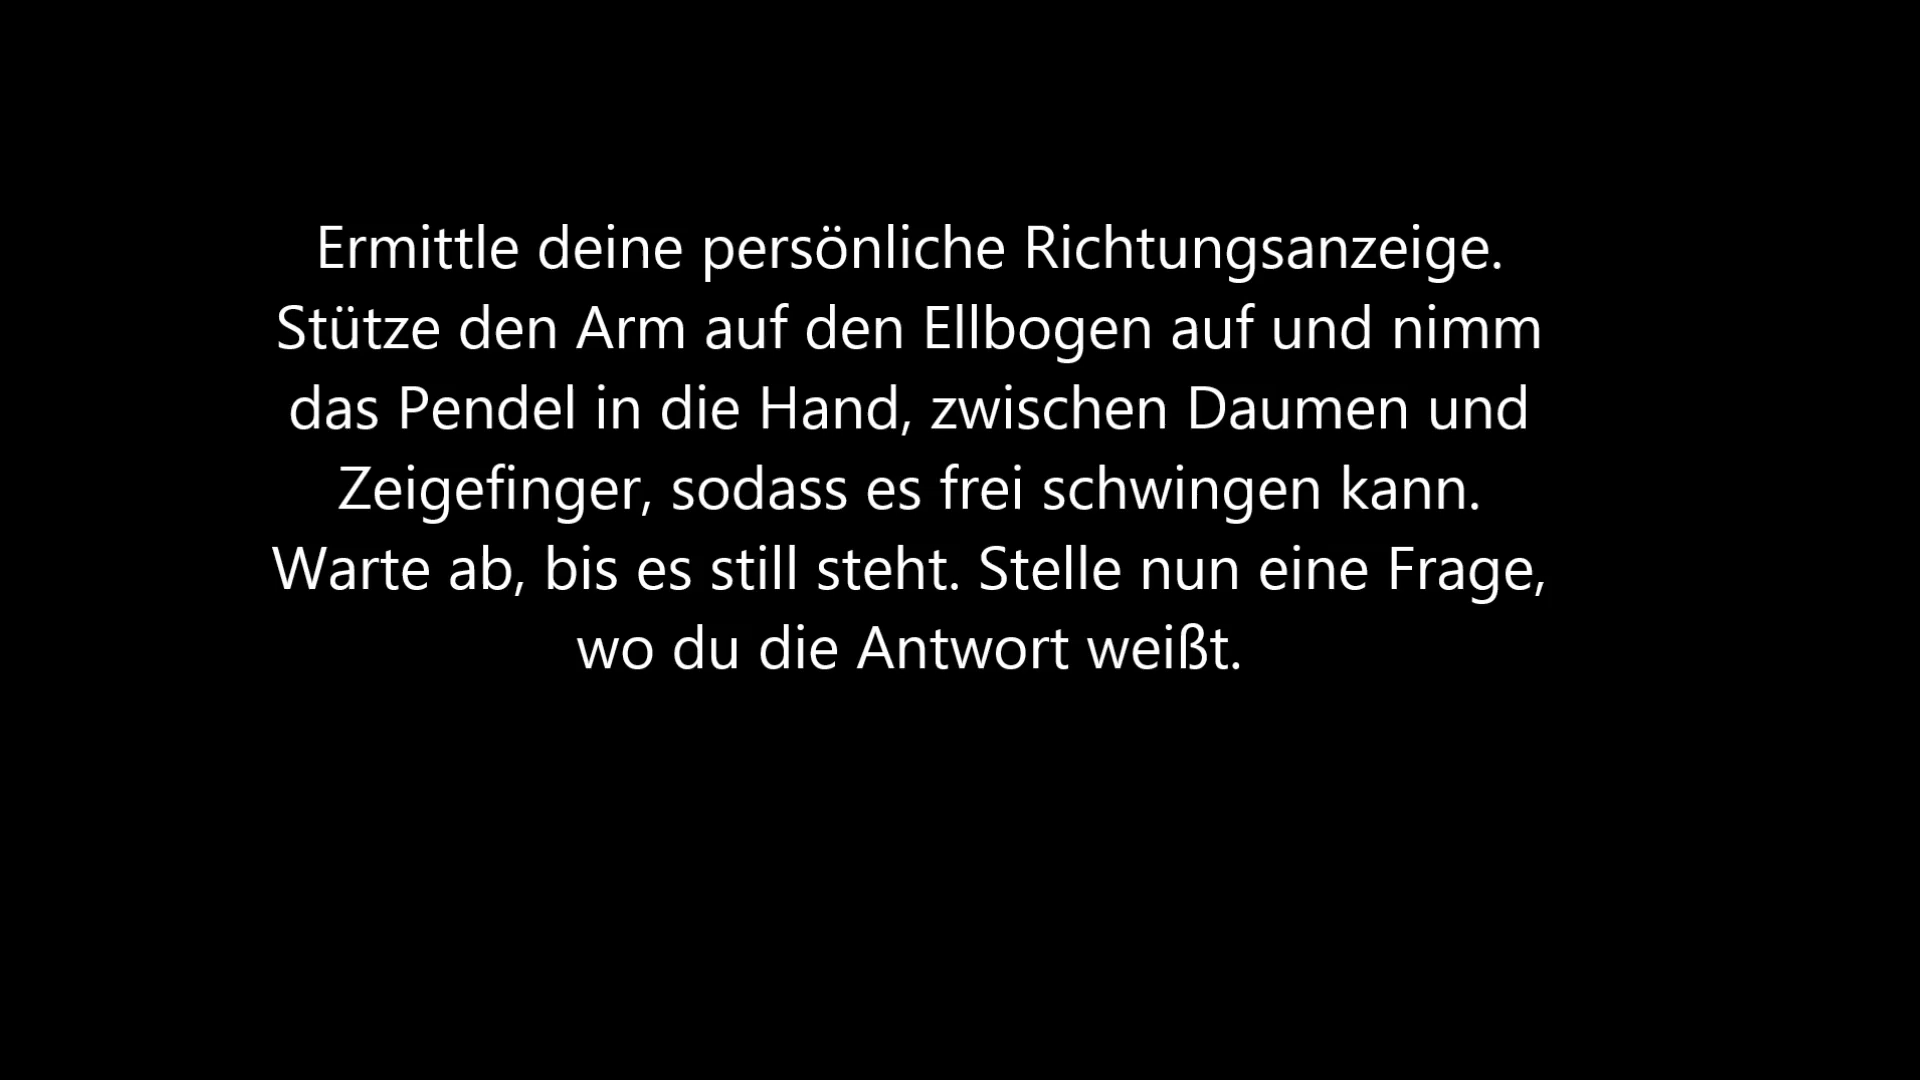 Ermittle deine persönliche Richtungsanzeige.
Stütze den Arm auf den Ellbogen auf und nimm
das Pendel in die Hand, zwischen Daumen und
Zeigefinger, sodass es frei schwingen kann.
Warte ab, bis es still steht. Stelle nun eine Frage,
wo du die Antwort weißt.